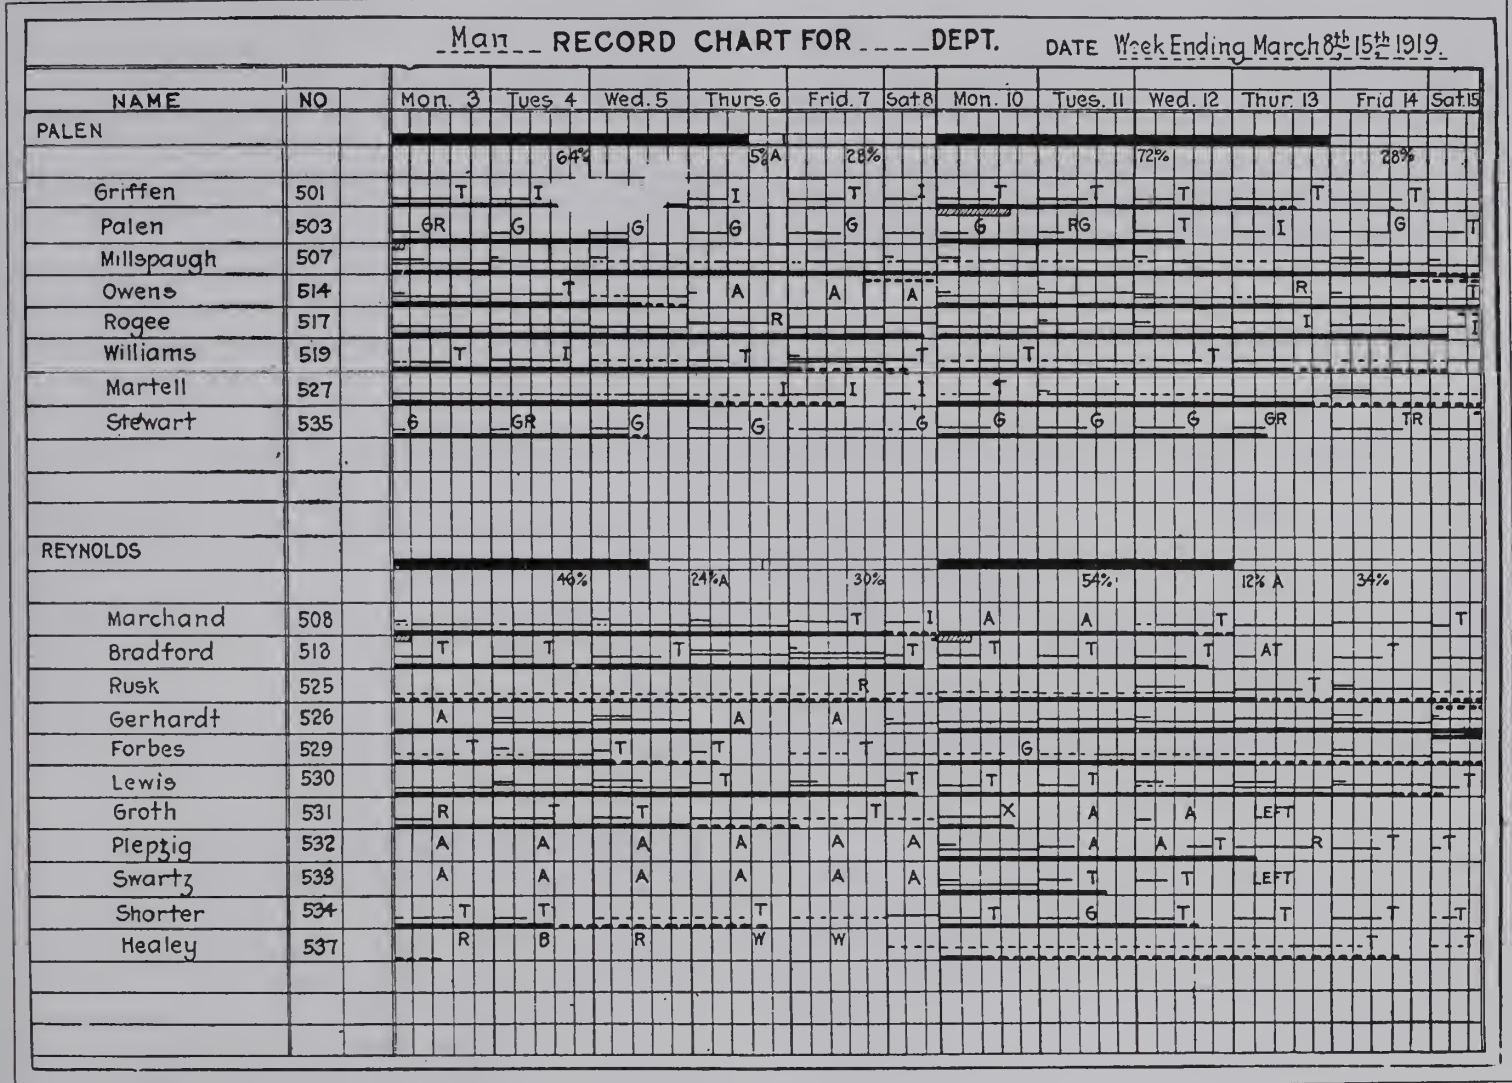 Man RECORD CHART FOR ____ DEPT. DATE Week Ending March 8th, 15th, 1919.
NAME NO Mon. 3 Tues 4 Wed. 5 Thurs. 6 Frid. 7 Sat 8 Mon. 10 Tues. 11 Wed. 12 Thur. 13 Frid 14 Sat. 15
PALEN
64% 5% A 28% 72% 28%
Griffen 501 T I I T I T T T T T
Palen 503 GR G G G G G RG T I G T
Millspaugh 507
Owens 514 T A A A R T
Rogee 517 R I I
Williams 519 T I T T T T
Martell 527 I I I T
Stewart 535 G GR G G G G G G GR TR
REYNOLDS
46% 24% A 30% 54% 12% A 34%
Marchand 508 T I A A T T
Bradford 513 T T T T T T T AT T
Rusk 525 R T
Gerhardt 526 A A A
Forbes 529 T T T T G
Lewis 530 T T T T T
Groth 531 R T T T X A A LEFT
Plepzig 532 A A A A A A A A T R T T
Swartz 533 A A A A A A T T LEFT
Shorter 534 T T T T G T T T T
Healey 537 R B R W W T T